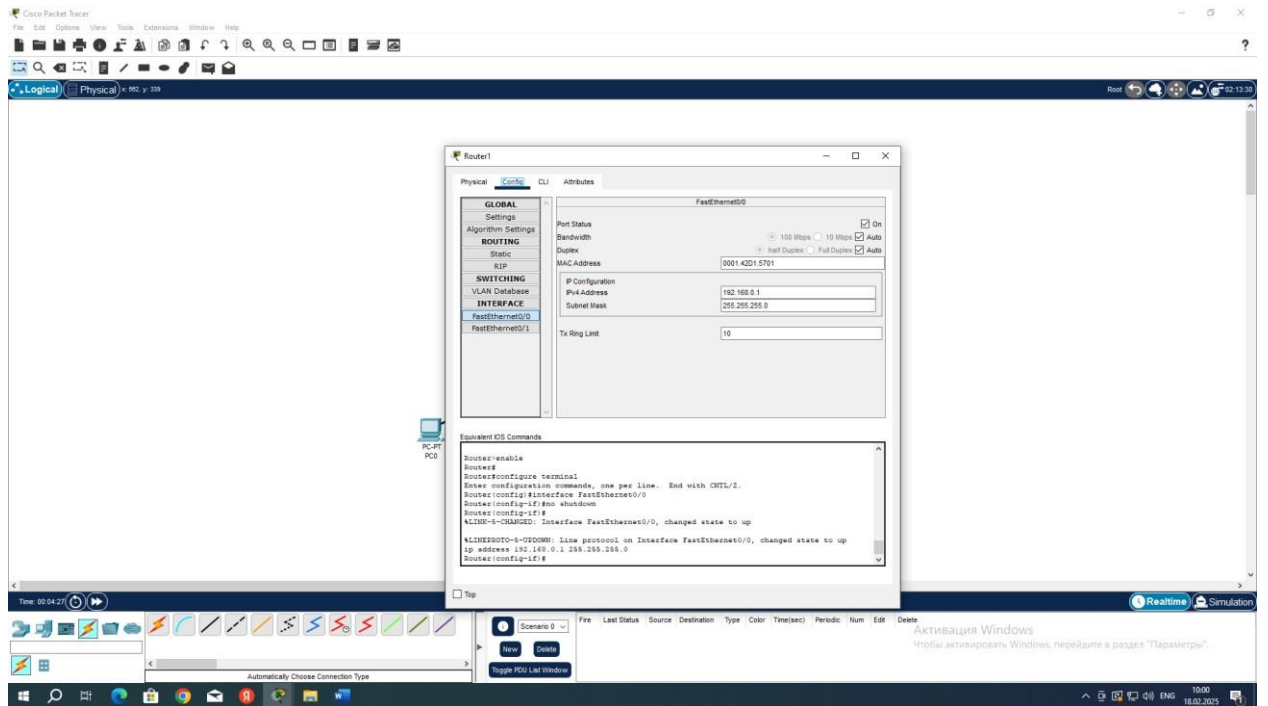 Cisco Packet Tracer
File Edit Options View Tools Extensions Window Help
?
Logical Physical x: 662, y: 339 Root 02:13:30
Router1
Physical Config CLI Attributes
GLOBAL
Settings
Algorithm Settings
ROUTING
Static
RIP
SWITCHING
VLAN Database
INTERFACE
FastEthernet0/0
FastEthernet0/1
FastEthernet0/0
Port Status On
Bandwidth 100 Mbps 10 Mbps Auto
Duplex Half Duplex Full Duplex Auto
MAC Address 0001.42D1.5701
IP Configuration
IPv4 Address 192.168.0.1
Subnet Mask 255.255.255.0
Tx Ring Limit 10
PC-PT
PC0
Equivalent IOS Commands
Router>enable
Router#
Router#configure terminal
Enter configuration commands, one per line. End with CNTL/Z.
Router(config)#interface FastEthernet0/0
Router(config-if)#no shutdown
Router(config-if)#
%LINK-5-CHANGED: Interface FastEthernet0/0, changed state to up
%LINEPROTO-5-UPDOWN: Line protocol on Interface FastEthernet0/0, changed state to up
ip address 192.168.0.1 255.255.255.0
Router(config-if)#
Top
Time: 00:04:27 Realtime Simulation
Scenario 0
New Delete
Toggle PDU List Window
Fire Last Status Source Destination Type Color Time(sec) Periodic Num Edit Delete
Активация Windows
Чтобы активировать Windows, перейдите в раздел "Параметры".
Automatically Choose Connection Type
ENG 10:00
18.02.2025